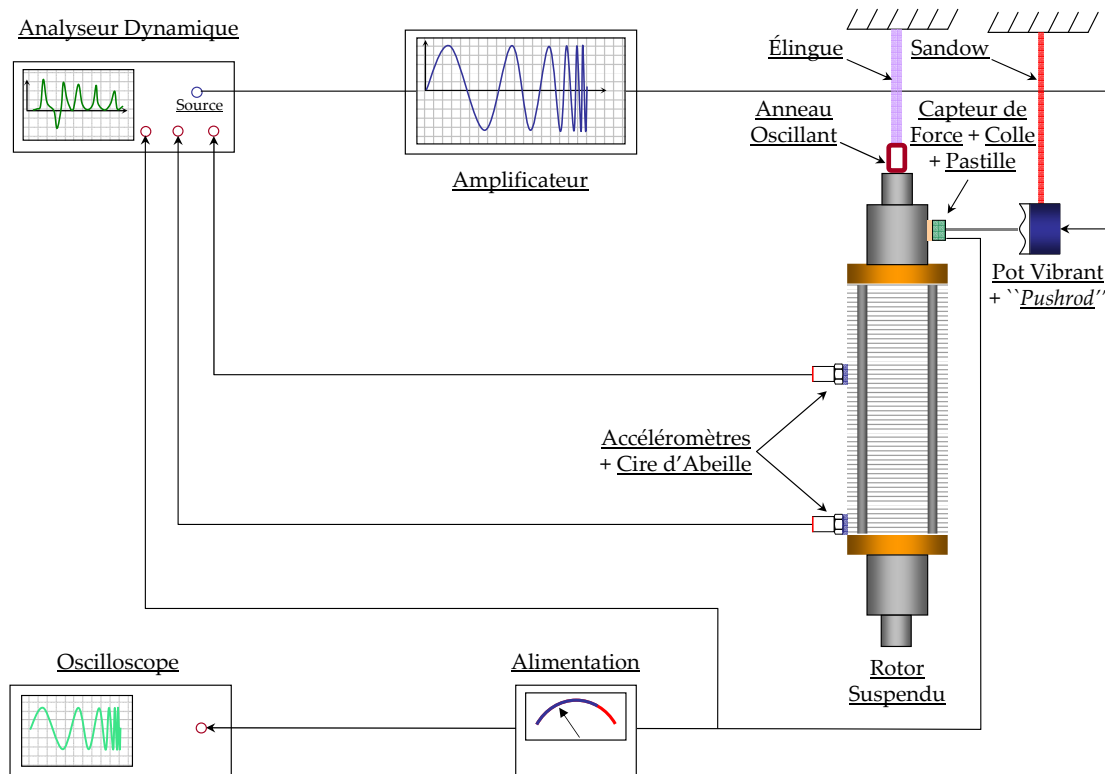 Analyseur Dynamique
Source
Amplificateur
Élingue
Sandow
Anneau
Oscillant
Capteur de
Force + Colle
+ Pastille
Pot Vibrant
+ ``Pushrod''
Accéléromètres
+ Cire d'Abeille
Rotor
Suspendu
Oscilloscope
Alimentation